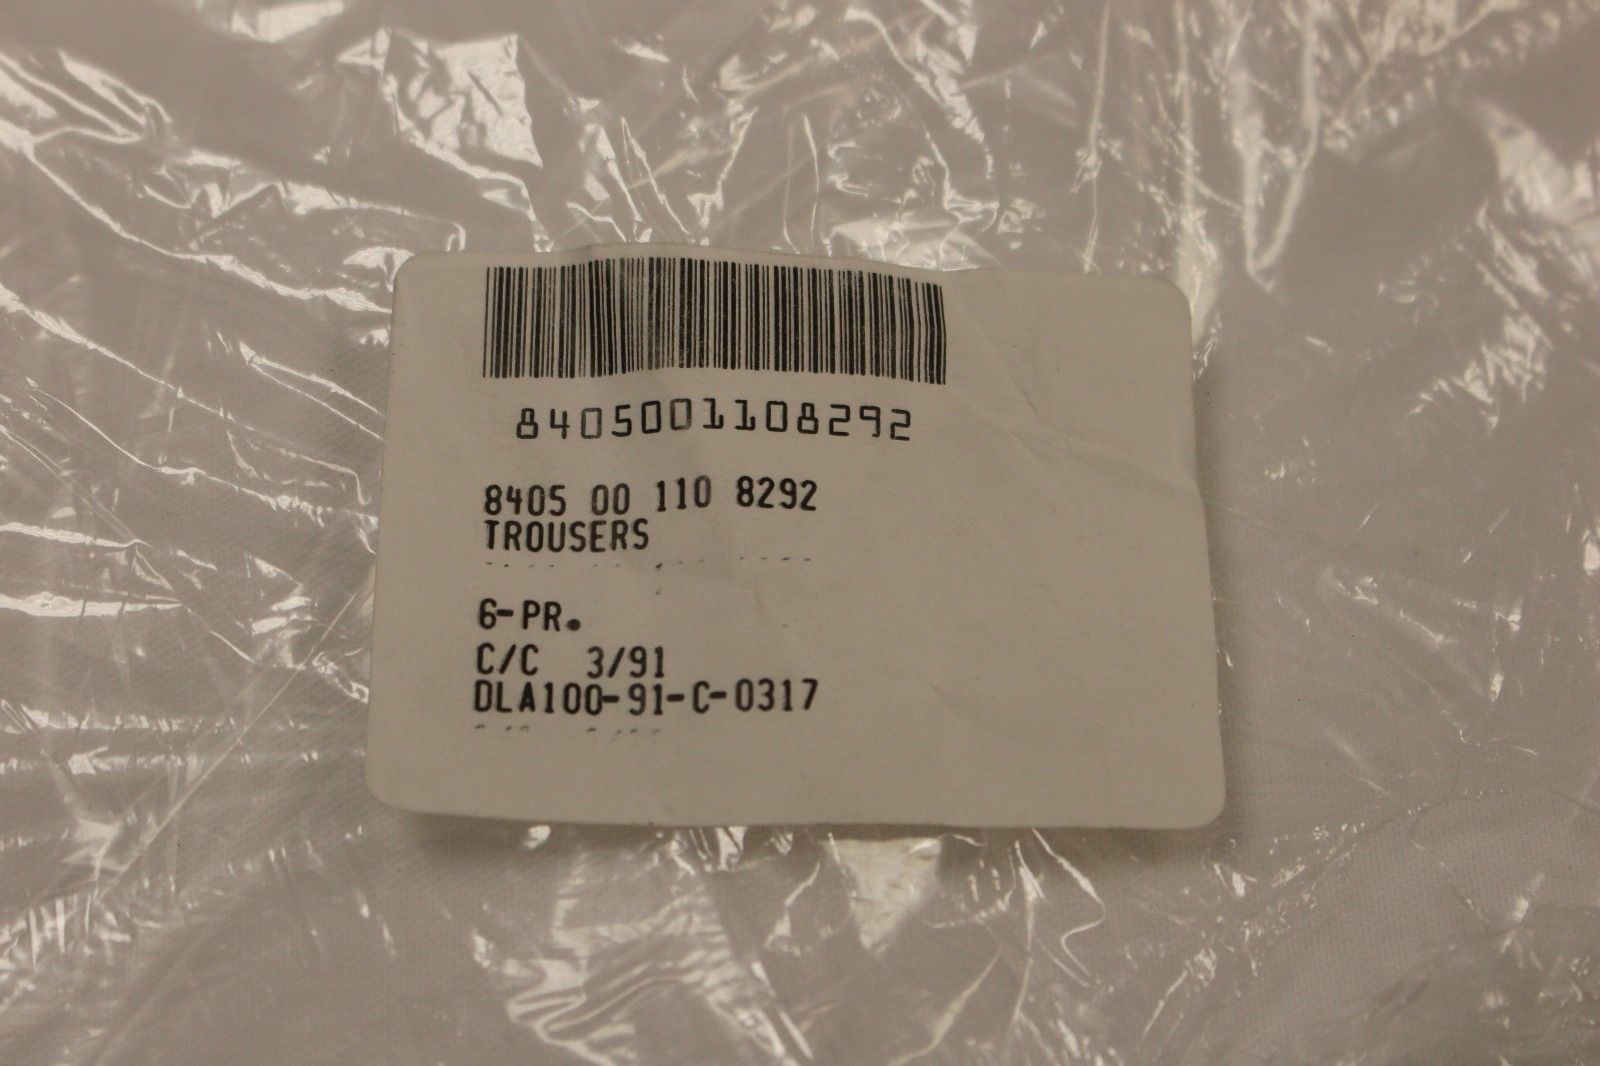 8405001108292
8405 00 110 8292
TROUSERS
6-PR.
C/C 3/91
DLA100-91-C-0317